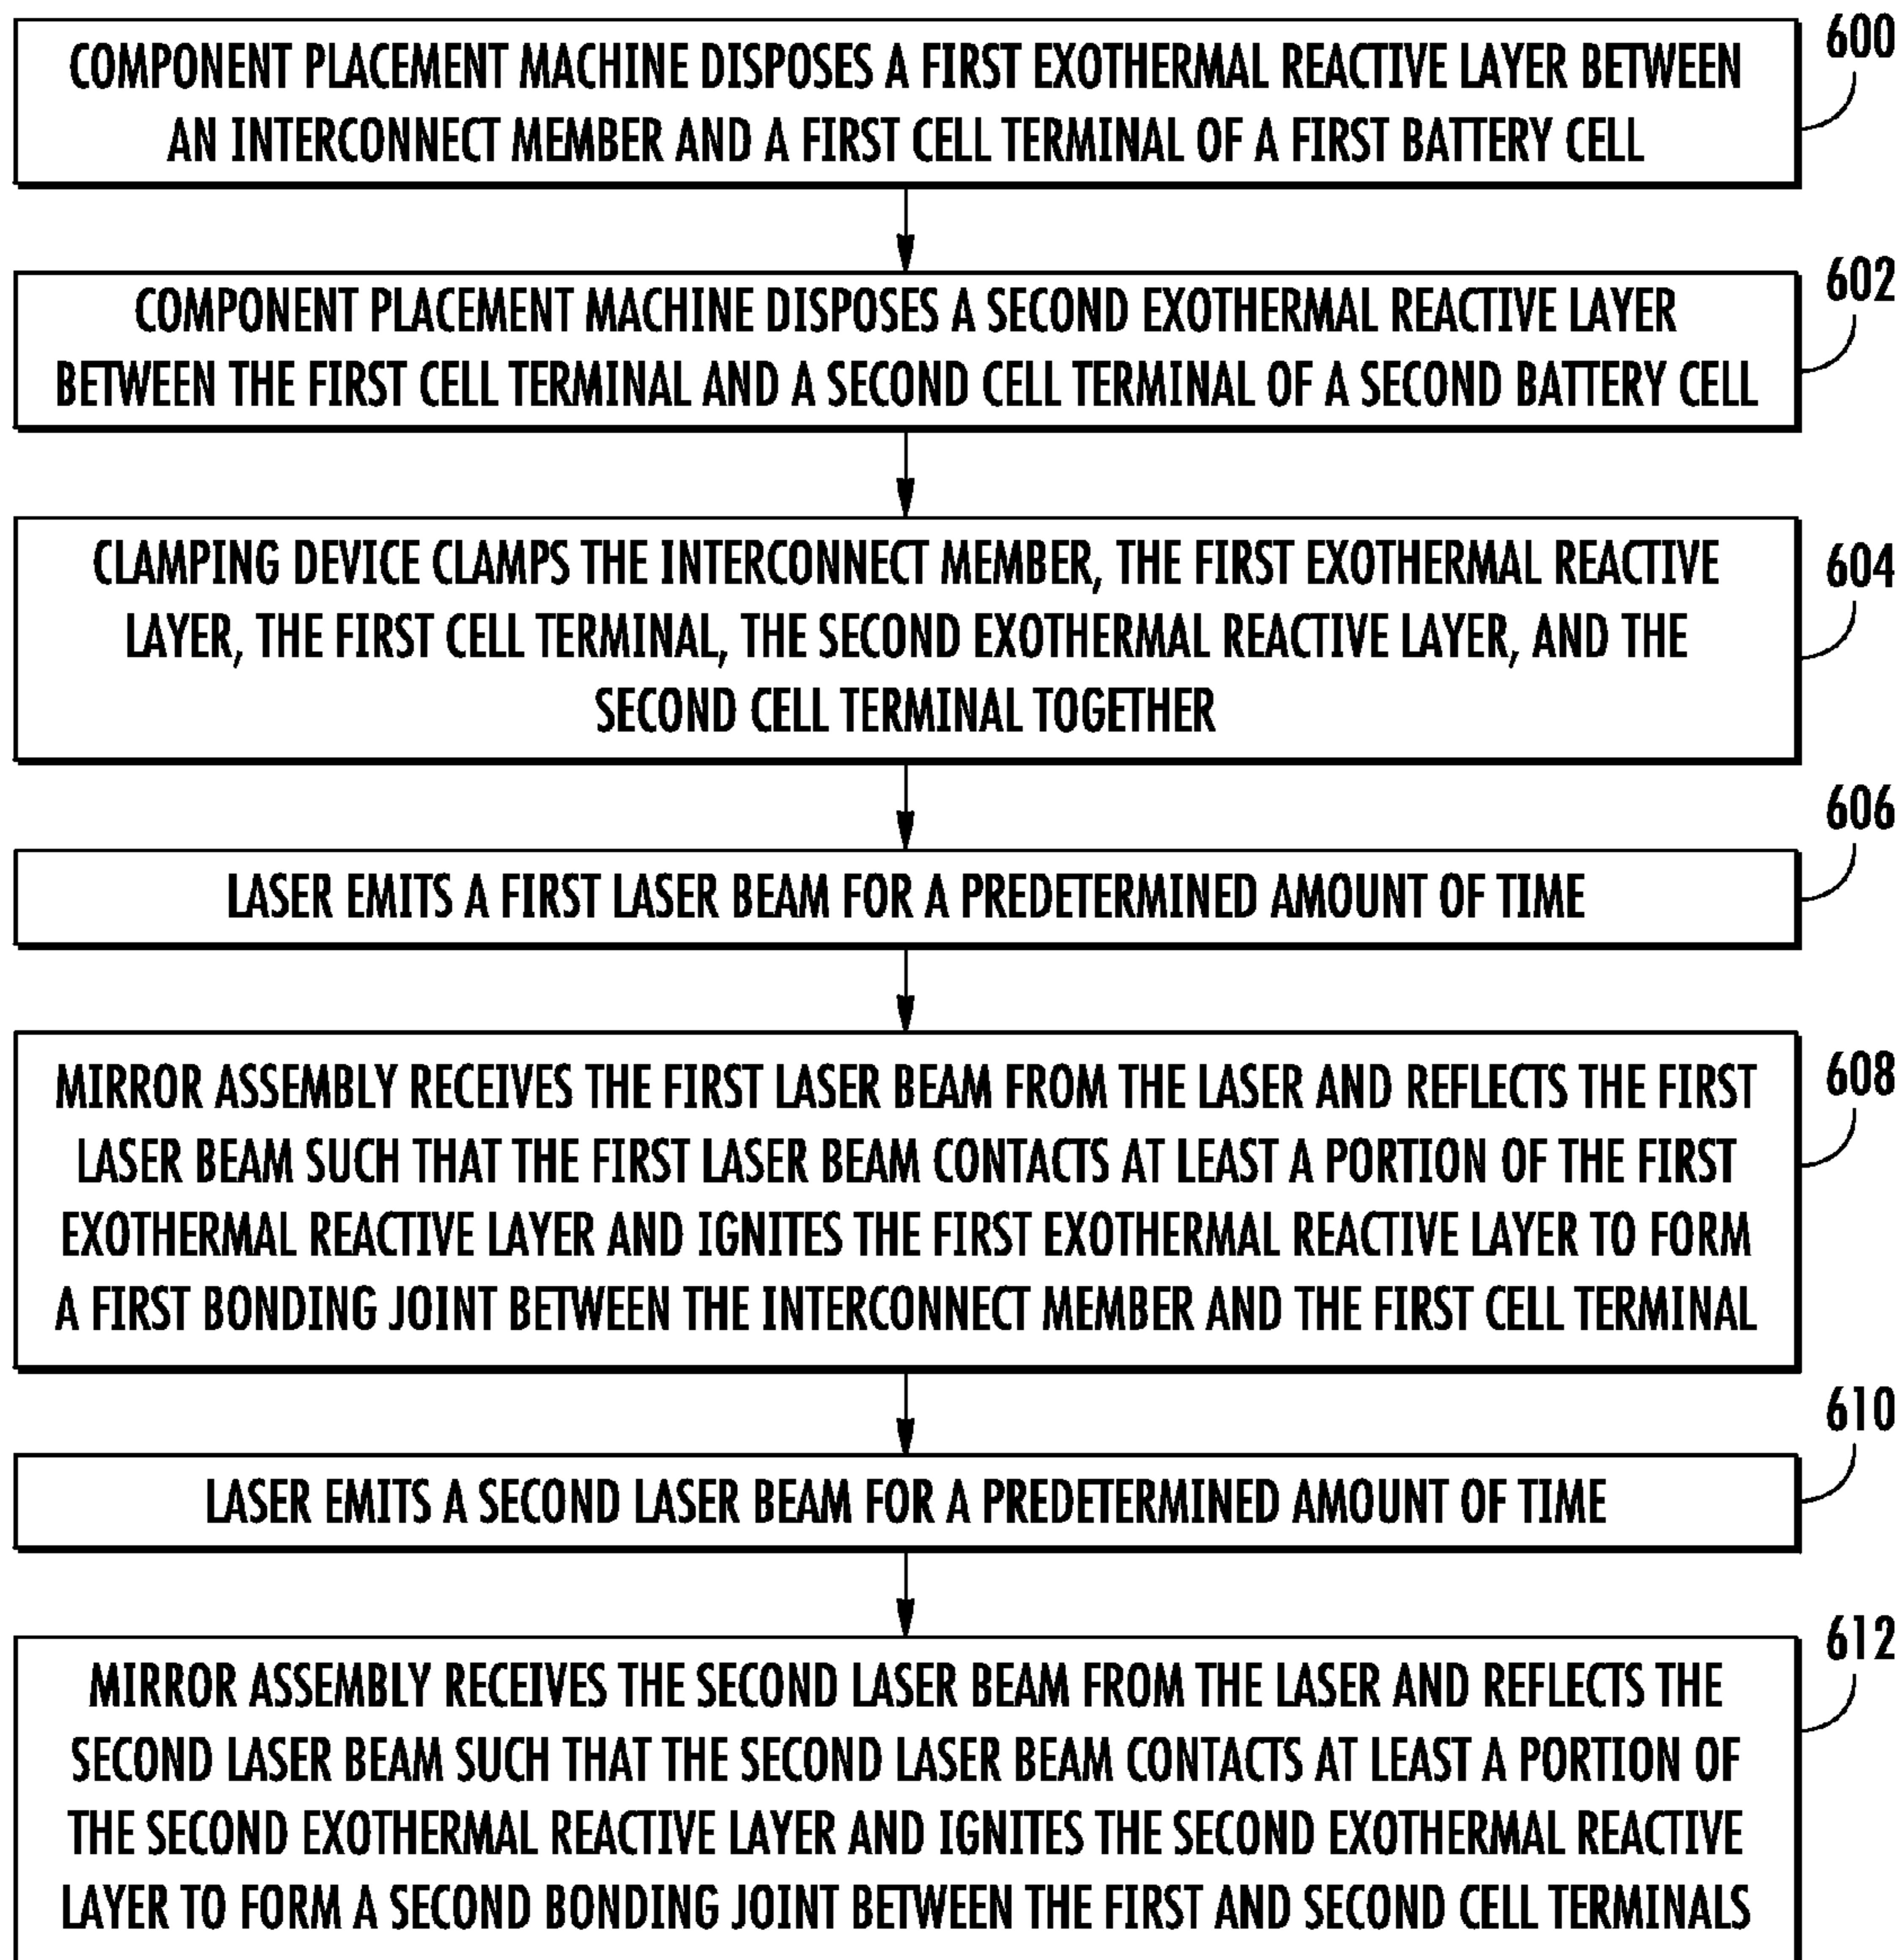 600
COMPONENT PLACEMENT MACHINE DISPOSES A FIRST EXOTHERMAL REACTIVE LAYER BETWEEN
AN INTERCONNECT MEMBER AND A FIRST CELL TERMINAL OF A FIRST BATTERY CELL
602
COMPONENT PLACEMENT MACHINE DISPOSES A SECOND EXOTHERMAL REACTIVE LAYER
BETWEEN THE FIRST CELL TERMINAL AND A SECOND CELL TERMINAL OF A SECOND BATTERY CELL
604
CLAMPING DEVICE CLAMPS THE INTERCONNECT MEMBER, THE FIRST EXOTHERMAL REACTIVE
LAYER, THE FIRST CELL TERMINAL, THE SECOND EXOTHERMAL REACTIVE LAYER, AND THE
SECOND CELL TERMINAL TOGETHER
606
LASER EMITS A FIRST LASER BEAM FOR A PREDETERMINED AMOUNT OF TIME
608
MIRROR ASSEMBLY RECEIVES THE FIRST LASER BEAM FROM THE LASER AND REFLECTS THE FIRST
LASER BEAM SUCH THAT THE FIRST LASER BEAM CONTACTS AT LEAST A PORTION OF THE FIRST
EXOTHERMAL REACTIVE LAYER AND IGNITES THE FIRST EXOTHERMAL REACTIVE LAYER TO FORM
A FIRST BONDING JOINT BETWEEN THE INTERCONNECT MEMBER AND THE FIRST CELL TERMINAL
610
LASER EMITS A SECOND LASER BEAM FOR A PREDETERMINED AMOUNT OF TIME
612
MIRROR ASSEMBLY RECEIVES THE SECOND LASER BEAM FROM THE LASER AND REFLECTS THE
SECOND LASER BEAM SUCH THAT THE SECOND LASER BEAM CONTACTS AT LEAST A PORTION OF
THE SECOND EXOTHERMAL REACTIVE LAYER AND IGNITES THE SECOND EXOTHERMAL REACTIVE
LAYER TO FORM A SECOND BONDING JOINT BETWEEN THE FIRST AND SECOND CELL TERMINALS